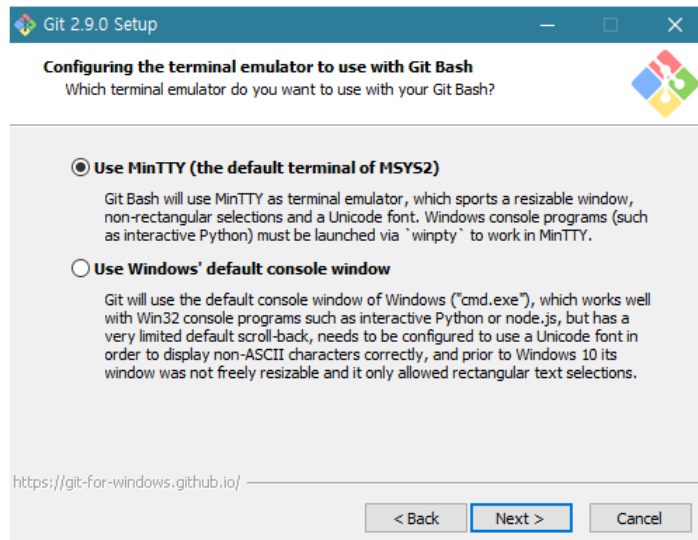 Git 2.9.0 Setup
Configuring the terminal emulator to use with Git Bash
Which terminal emulator do you want to use with your Git Bash?
Use MinTTY (the default terminal of MSYS2)
Git Bash will use MinTTY as terminal emulator, which sports a resizable window,
non-rectangular selections and a Unicode font. Windows console programs (such
as interactive Python) must be launched via `winpty` to work in MinTTY.
Use Windows' default console window
Git will use the default console window of Windows ("cmd.exe"), which works well
with Win32 console programs such as interactive Python or node.js, but has a
very limited default scroll-back, needs to be configured to use a Unicode font in
order to display non-ASCII characters correctly, and prior to Windows 10 its
window was not freely resizable and it only allowed rectangular text selections.
https://git-for-windows.github.io/
< Back Next > Cancel